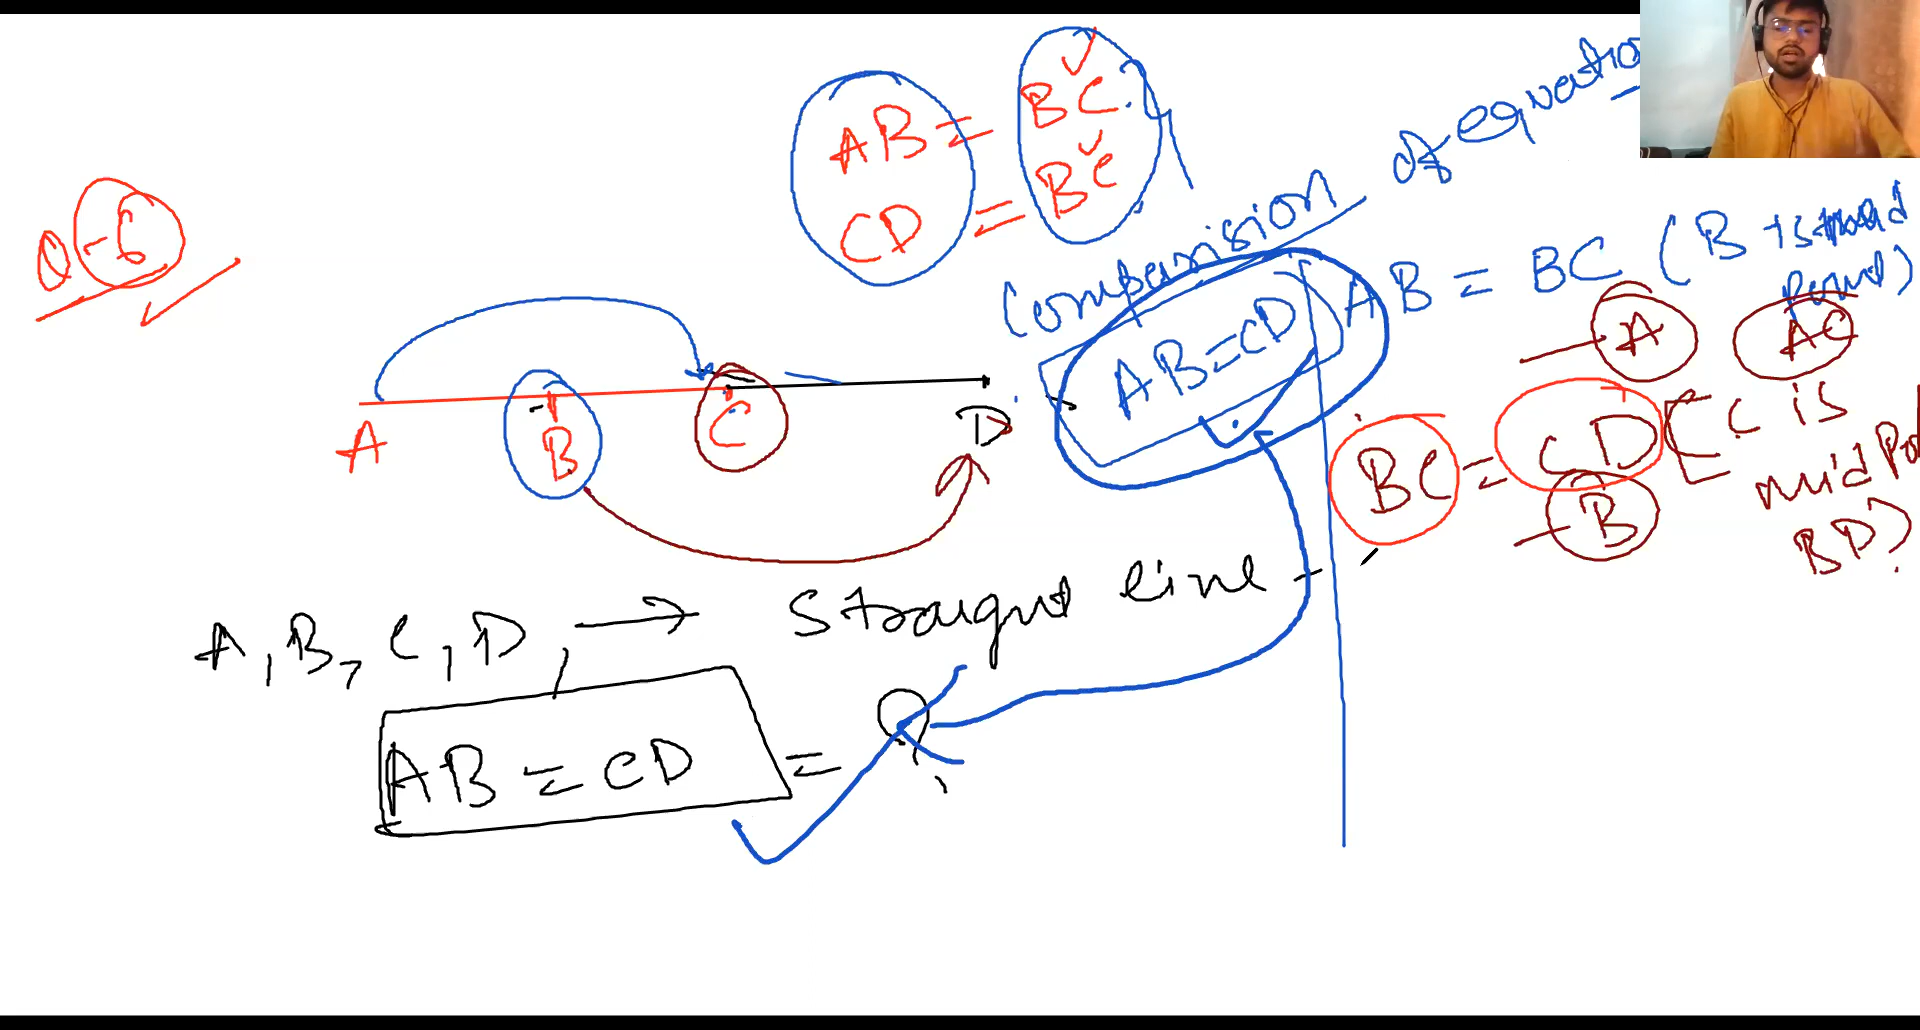 Q-6
AB = BC
CD = BC
Comparision of equation
AB=CD
AB = BC (B is mid point)
A
AC
BC = CD [C is mid Po
B
BD)
A B C D
A, B, C, D, → Straight line
AB = CD =